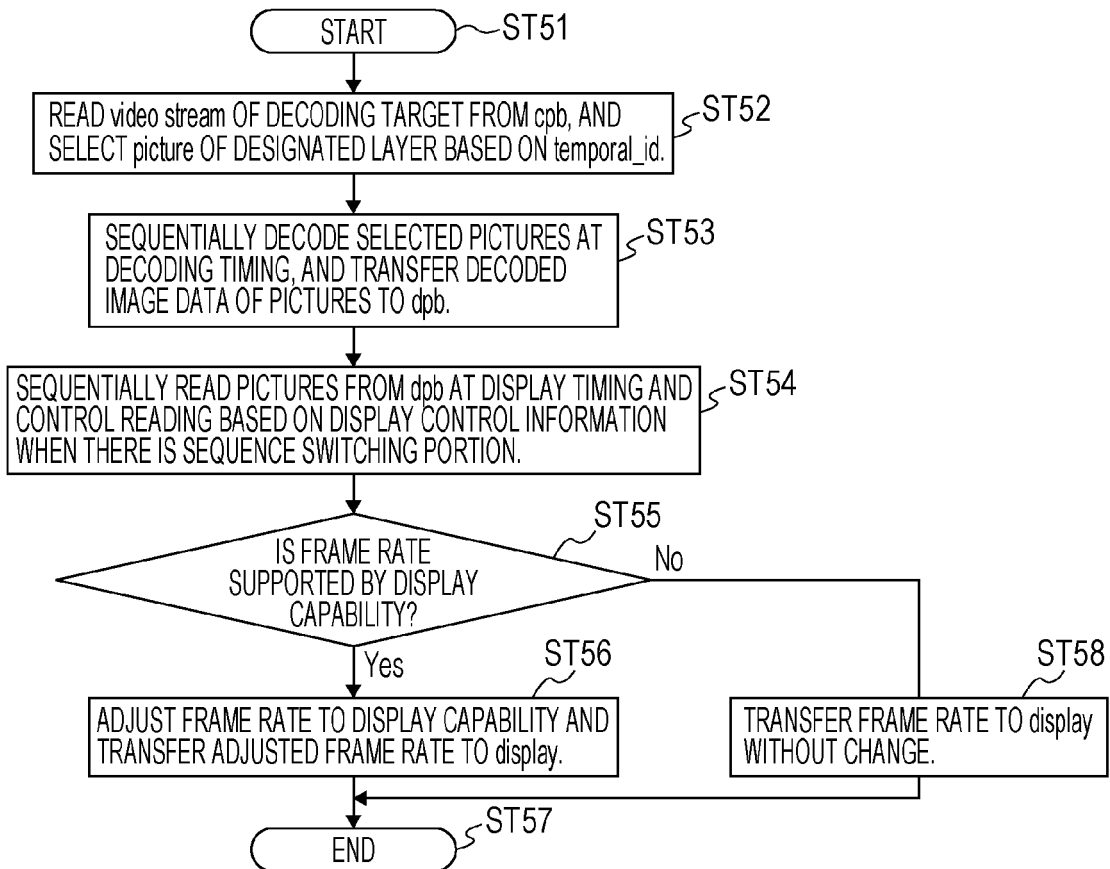 START
ST51
READ video stream OF DECODING TARGET FROM cpb, AND
SELECT picture OF DESIGNATED LAYER BASED ON temporal_id.
ST52
SEQUENTIALLY DECODE SELECTED PICTURES AT
DECODING TIMING, AND TRANSFER DECODED
IMAGE DATA OF PICTURES TO dpb.
ST53
SEQUENTIALLY READ PICTURES FROM dpb AT DISPLAY TIMING AND
CONTROL READING BASED ON DISPLAY CONTROL INFORMATION
WHEN THERE IS SEQUENCE SWITCHING PORTION.
ST54
IS FRAME RATE
SUPPORTED BY DISPLAY
CAPABILITY?
ST55
No
Yes
ST56
ADJUST FRAME RATE TO DISPLAY CAPABILITY AND
TRANSFER ADJUSTED FRAME RATE TO display.
ST58
TRANSFER FRAME RATE TO display
WITHOUT CHANGE.
END
ST57